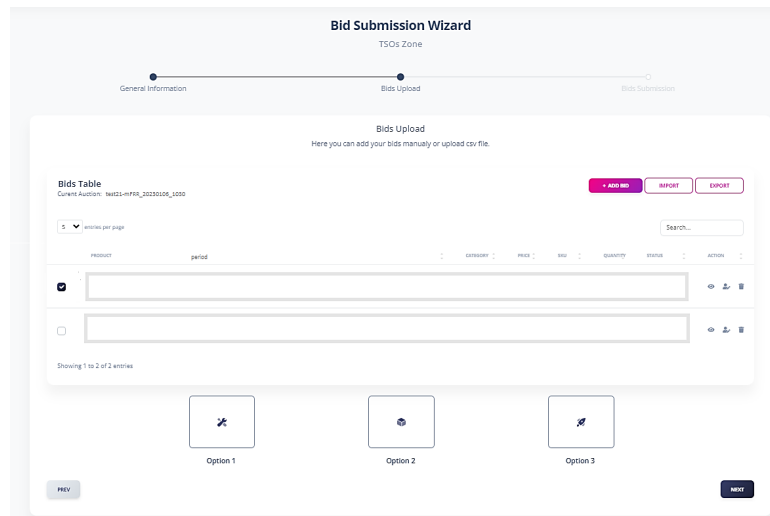 Bid Submission Wizard
TSOs Zone
General Information
Bids Upload
Bids Submission
Bids Upload
Here you can add your bids manualy or upload csv file.
Bids Table
+ ADD BID
IMPORT
EXPORT
Curent Auction: test21-mFRR_20230106_1030
5 entries per page
Search...
PRODUCT period CATEGORY PRICE SKU QUANTITY STATUS ACTION
Showing 1 to 2 of 2 entries
Option 1
Option 2
Option 3
PREV
NEXT